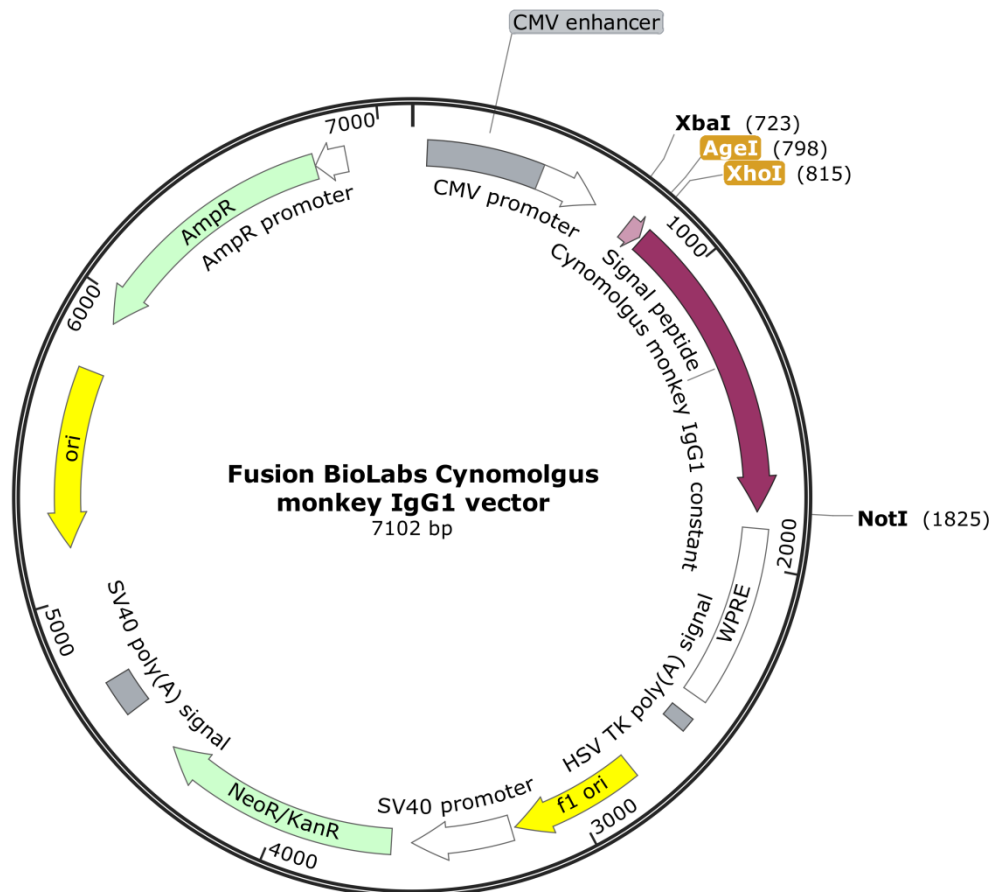 CMV enhancer
7000
XbaI (723)
AgeI (798)
XhoI (815)
AmpR
AmpR promoter
CMV promoter
1000
Signal peptide
Cynomolgus monkey IgG1 constant
6000
ori
Fusion BioLabs Cynomolgus
monkey IgG1 vector
7102 bp
NotI (1825)
2000
WPRE
5000
SV40 poly(A) signal
HSV TK poly(A) signal
SV40 promoter
f1 ori
NeoR/KanR
3000
4000